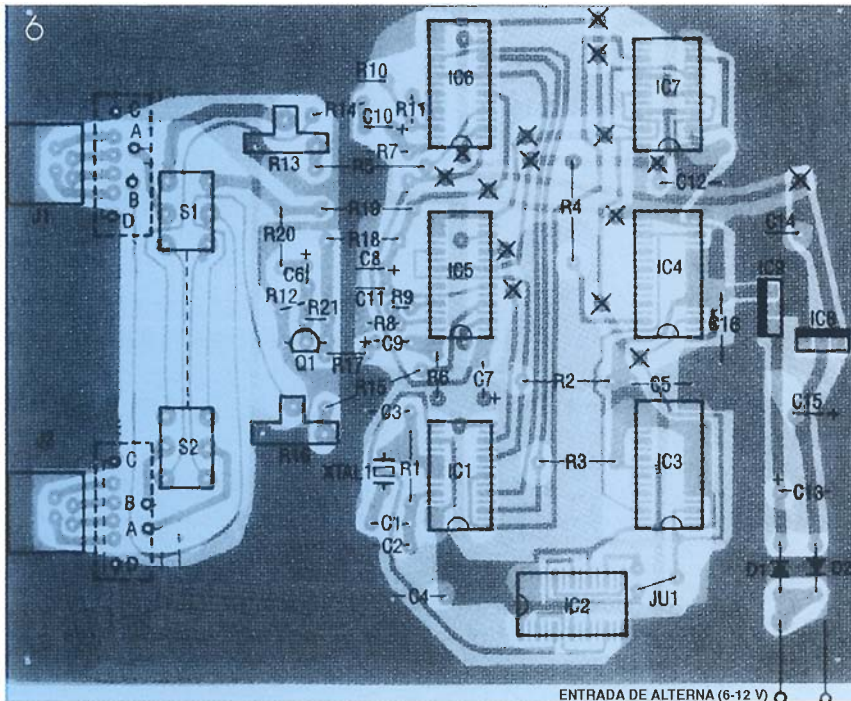 6
R10
IC6
IC7
C
R14
R11
C10
+
A
R7
R13
R5
C12
B
S1
R19
R4
J1
D
R20
R18
C14
C8
+
IC5
IC4
IC9
C6
+
C11
R12
R9
R21
C16
IC8
R8
Q1
+
C9
R17
R15
R6
C7
+
R2
C5
C3
C15
+
J2
S2
R16
C
XTAL1
R1
IC1
R3
IC3
+
C13
B
A
C1
C2
D
D1
D2
C4
IC2
JU1
ENTRADA DE ALTERNA (6-12 V)